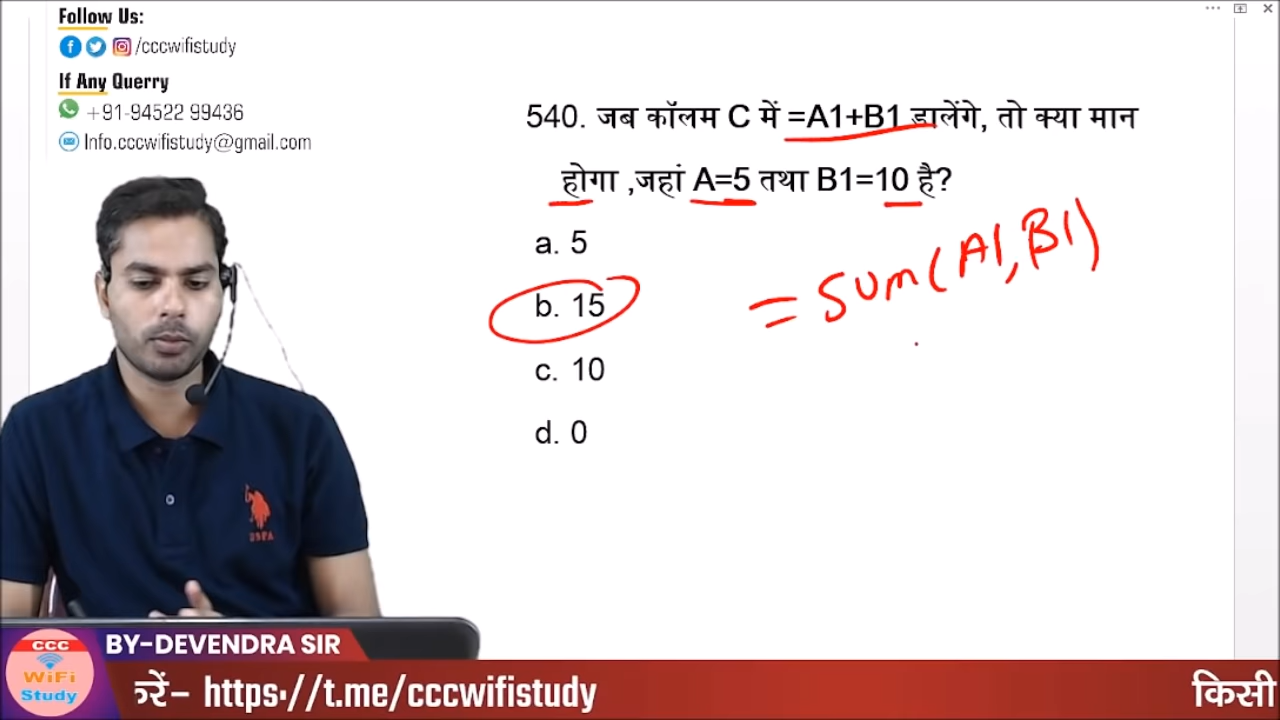 Follow Us:
/cccwifistudy
If Any Querry
+91-94522 99436
Info.cccwifistudy@gmail.com
540. जब कॉलम C में =A1+B1 डालेंगे, तो क्या मान
होगा ,जहां A=5 तथा B1=10 है?
a. 5
b. 15
c. 10
d. 0
= SUM(A1, B1)
USPA
CCC
WiFi
Study
BY-DEVENDRA SIR
करें– https://t.me/cccwifistudy
किसी